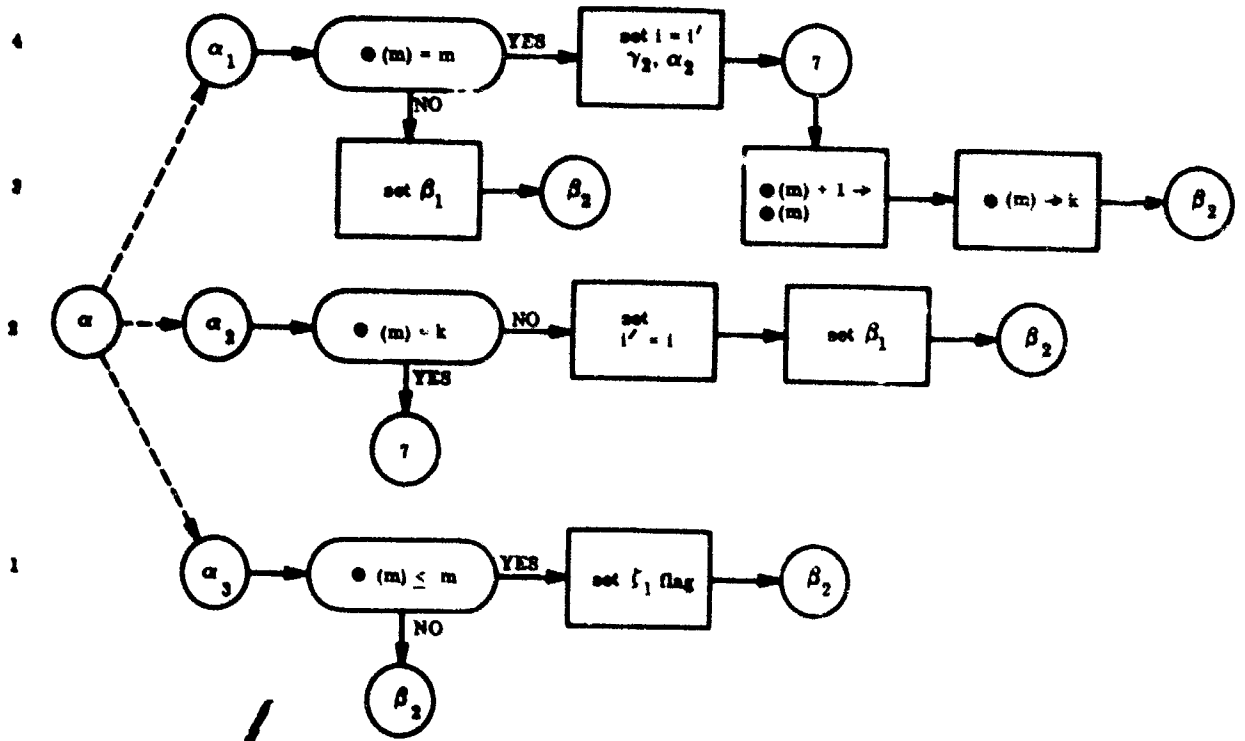 4
α₁
● (m) = m
YES
set i = i′
γ₂, α₂
7
NO
3
set β₁
β₂
● (m) + 1 →
● (m)
● (m) → k
β₂
2
α
α₂
● (m) = k
NO
set
i′ = i
set β₁
β₂
YES
7
1
α₃
● (m) ≤ m
YES
set ζ₁ flag
β₂
NO
β₂